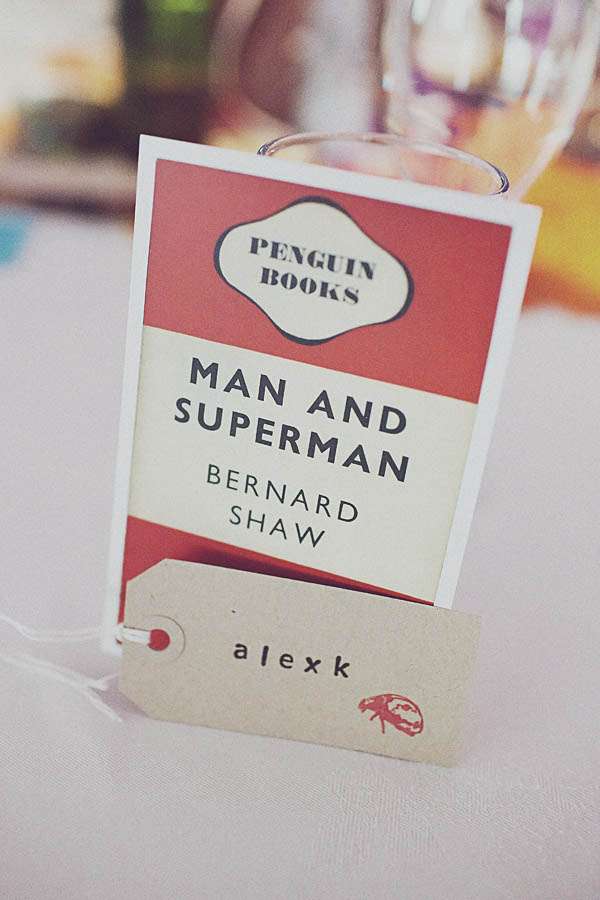 PENGUIN
BOOKS
MAN AND
SUPERMAN
BERNARD
SHAW
alexk